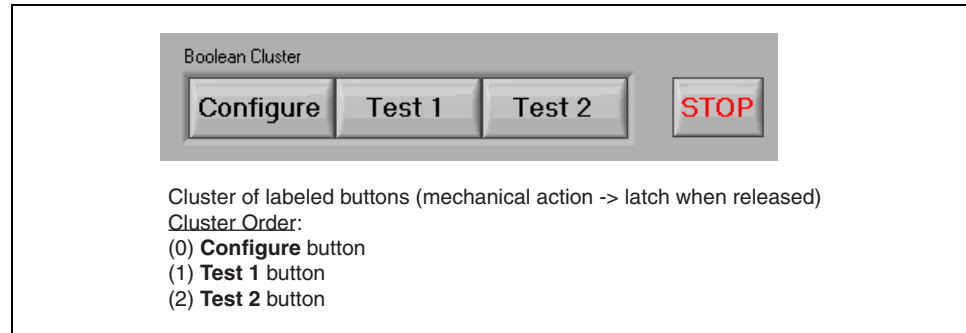 Boolean Cluster
Configure Test 1 Test 2 STOP
Cluster of labeled buttons (mechanical action -> latch when released)
Cluster Order:
(0) Configure button
(1) Test 1 button
(2) Test 2 button